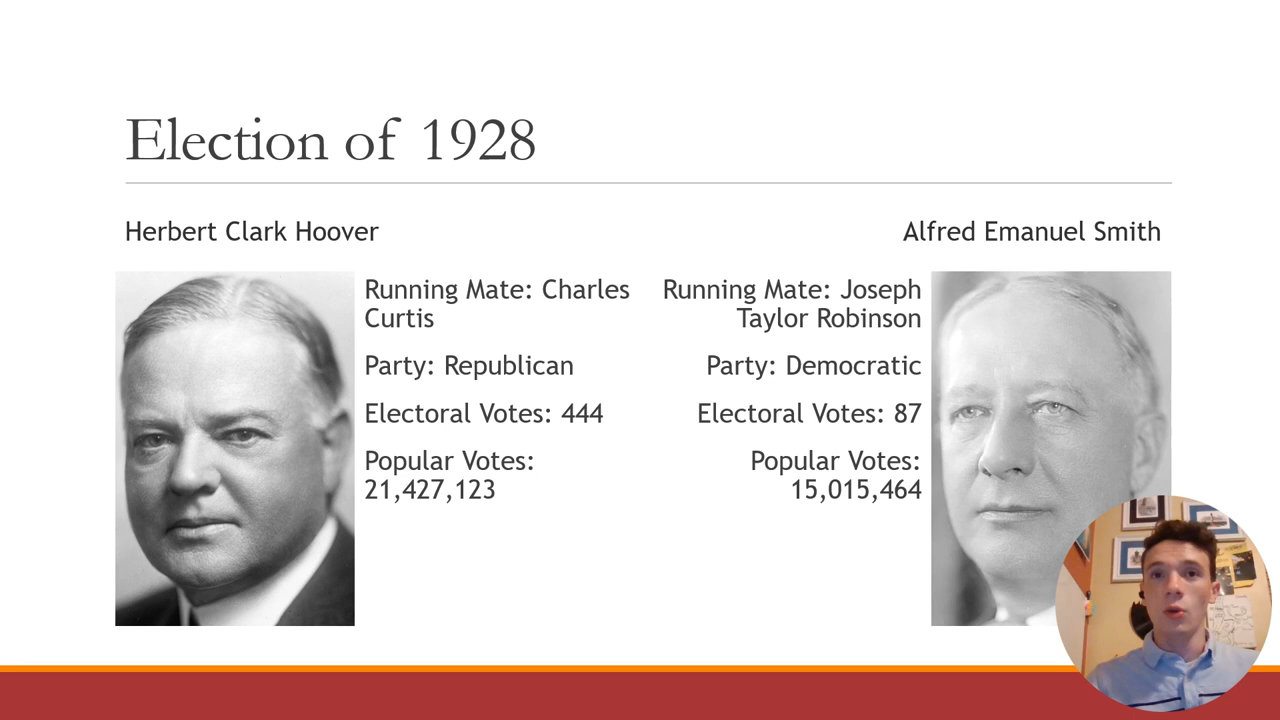 Election of 1928
Herbert Clark Hoover
Running Mate: Charles
Curtis
Party: Republican
Electoral Votes: 444
Popular Votes:
21,427,123
Alfred Emanuel Smith
Running Mate: Joseph
Taylor Robinson
Party: Democratic
Electoral Votes: 87
Popular Votes:
15,015,464